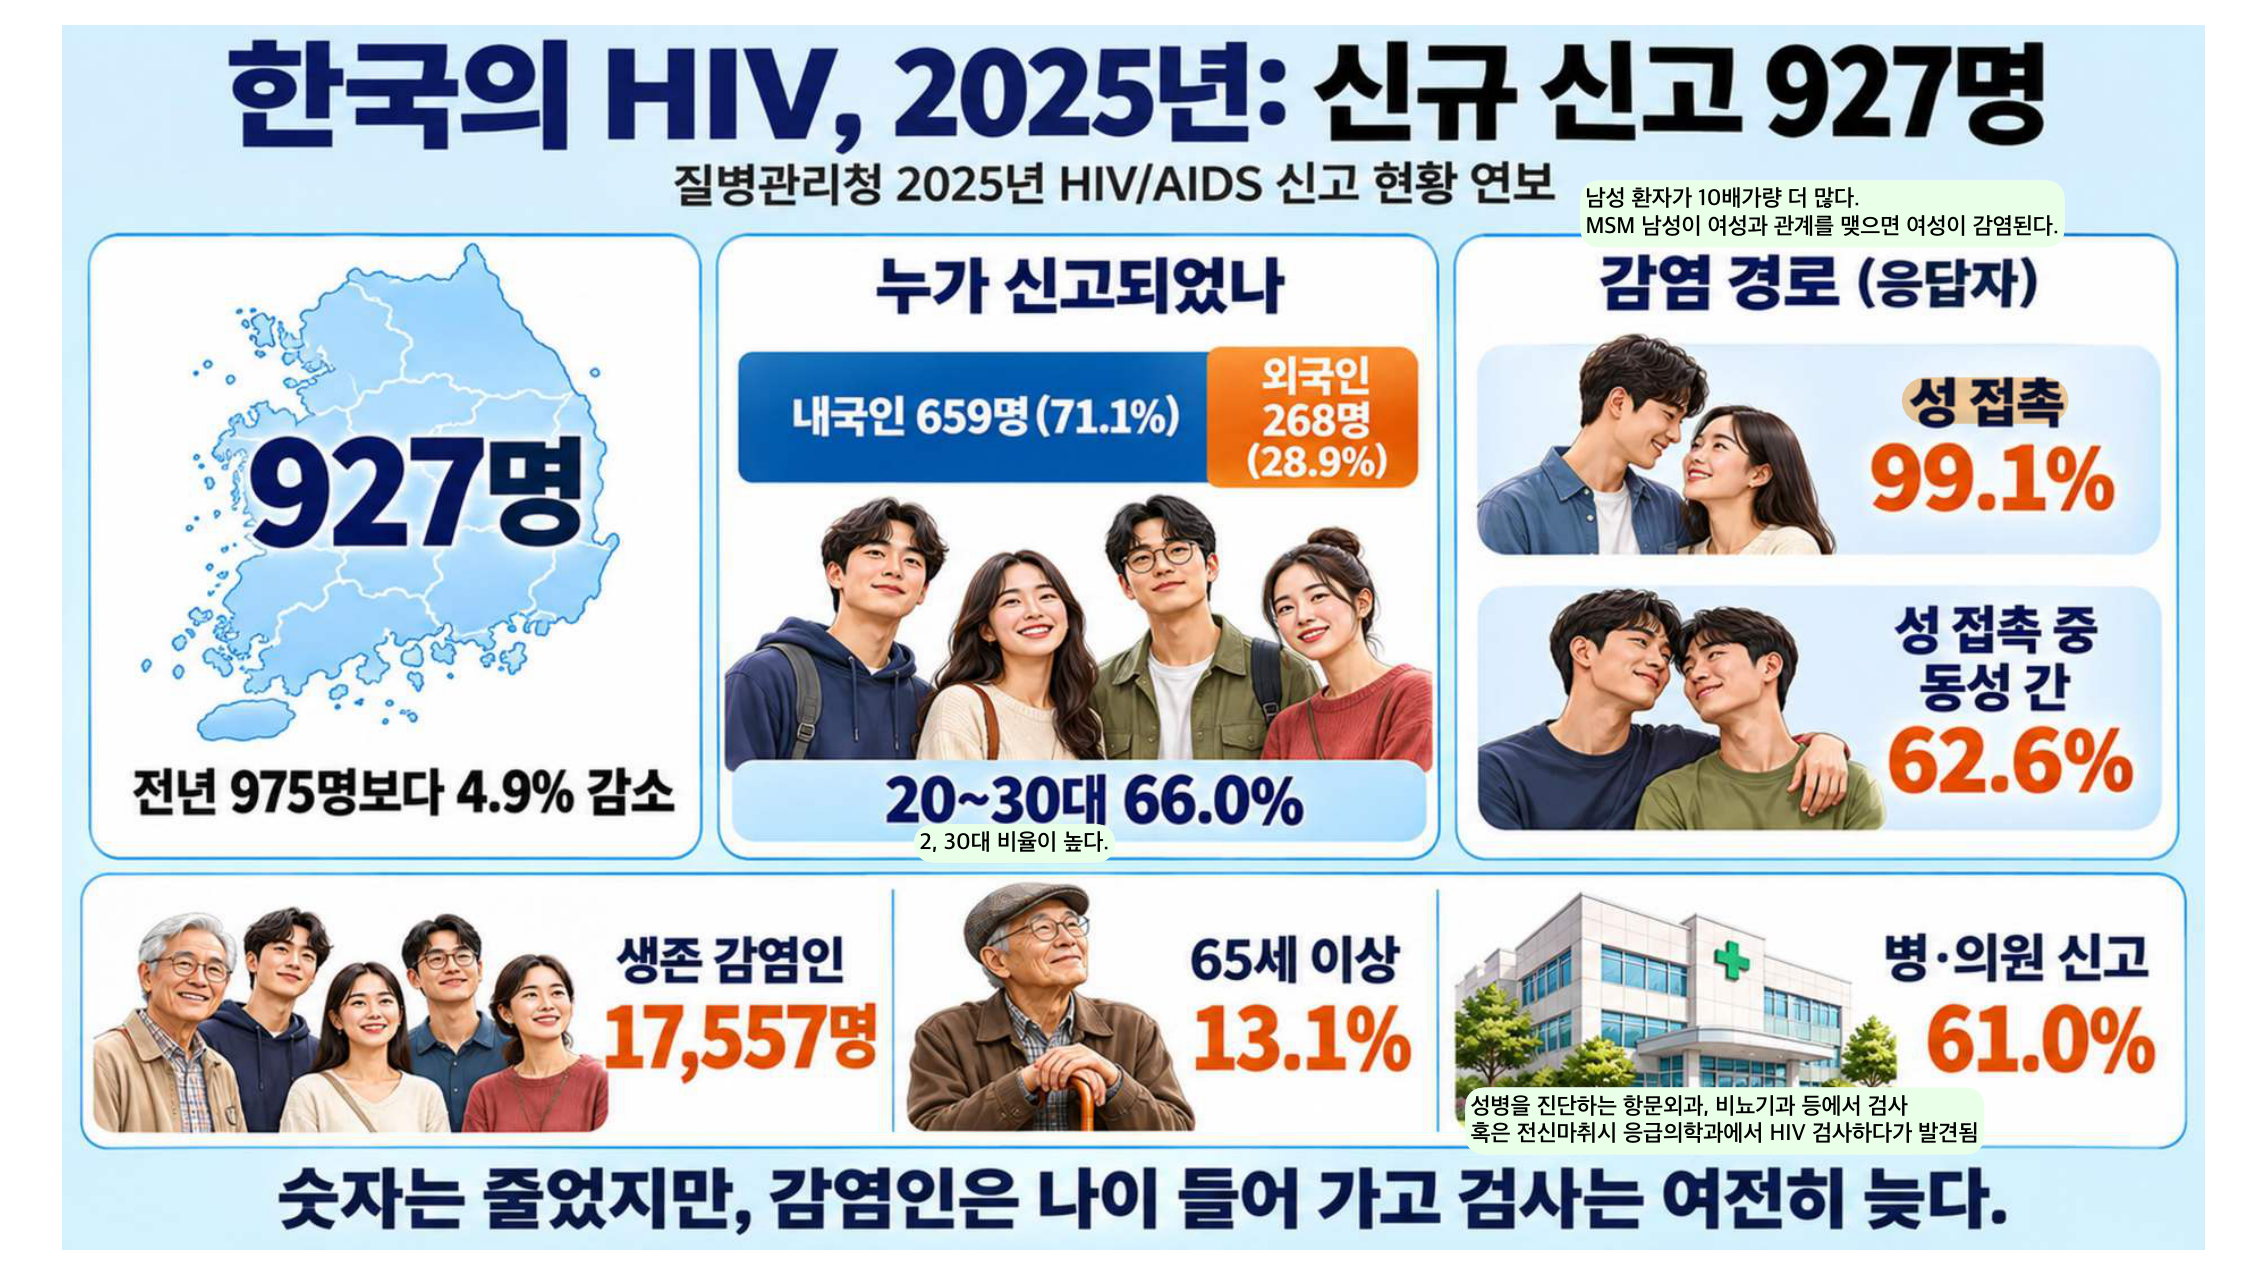 한국의 HIV, 2025년: 신규 신고 927명
질병관리청 2025년 HIV/AIDS 신고 현황 연보
남성 환자가 10배가량 더 많다.
MSM 남성이 여성과 관계를 맺으면 여성이 감염된다.
927명
전년 975명보다 4.9% 감소
누가 신고되었나
내국인 659명(71.1%)
외국인
268명
(28.9%)
20~30대 66.0%
2, 30대 비율이 높다.
감염 경로 (응답자)
성 접촉
99.1%
성 접촉 중
동성 간
62.6%
생존 감염인
17,557명
65세 이상
13.1%
병·의원 신고
61.0%
성병을 진단하는 항문외과, 비뇨기과 등에서 검사
혹은 전신마취시 응급의학과에서 HIV 검사하다가 발견됨
숫자는 줄었지만, 감염인은 나이 들어 가고 검사는 여전히 늦다.